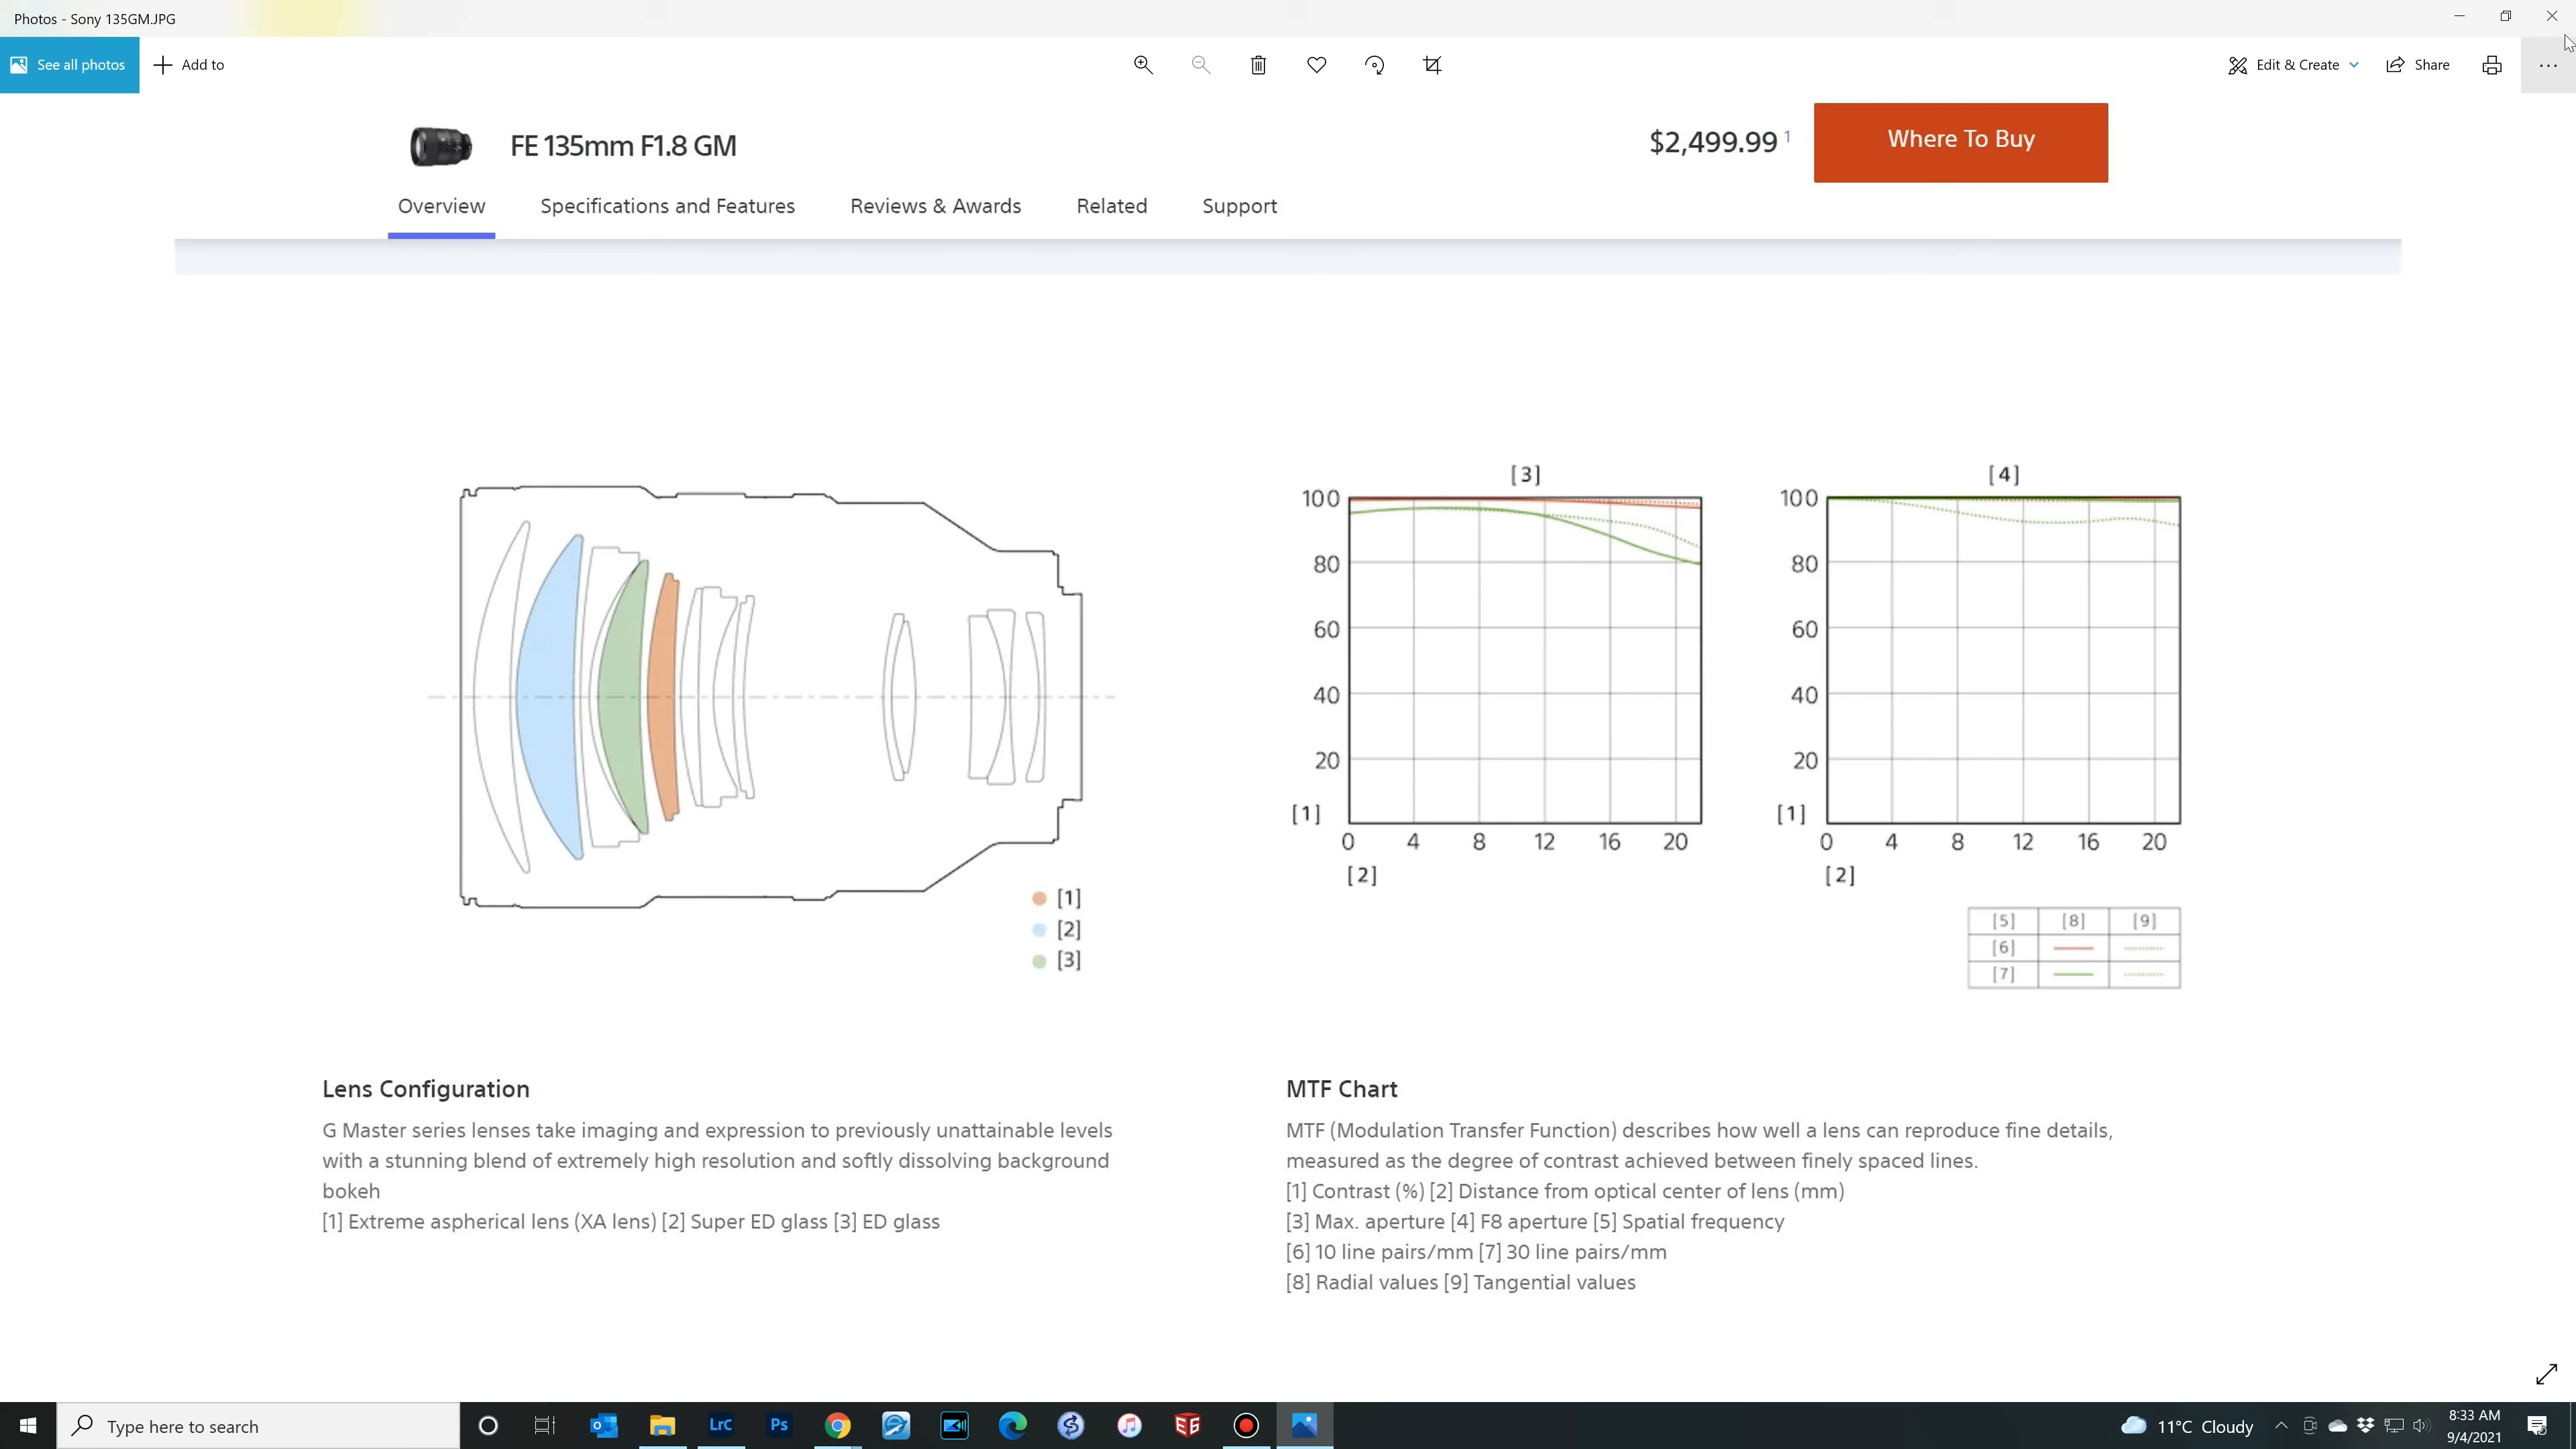 Photos - Sony 135GM.JPG
See all photos
Add to
Edit & Create
Share
FE 135mm F1.8 GM
$2,499.99 1
Where To Buy
Overview
Specifications and Features
Reviews & Awards
Related
Support
[1]
[2]
[3]
[3]
100
80
60
40
20
[1]
0 4 8 12 16 20
[2]
[4]
100
80
60
40
20
[1]
0 4 8 12 16 20
[2]
[5] [8] [9]
[6]
[7]
Lens Configuration
G Master series lenses take imaging and expression to previously unattainable levels
with a stunning blend of extremely high resolution and softly dissolving background
bokeh
[1] Extreme aspherical lens (XA lens) [2] Super ED glass [3] ED glass
MTF Chart
MTF (Modulation Transfer Function) describes how well a lens can reproduce fine details,
measured as the degree of contrast achieved between finely spaced lines.
[1] Contrast (%) [2] Distance from optical center of lens (mm)
[3] Max. aperture [4] F8 aperture [5] Spatial frequency
[6] 10 line pairs/mm [7] 30 line pairs/mm
[8] Radial values [9] Tangential values
Type here to search
LrC
Ps
E6
11°C Cloudy
8:33 AM
9/4/2021